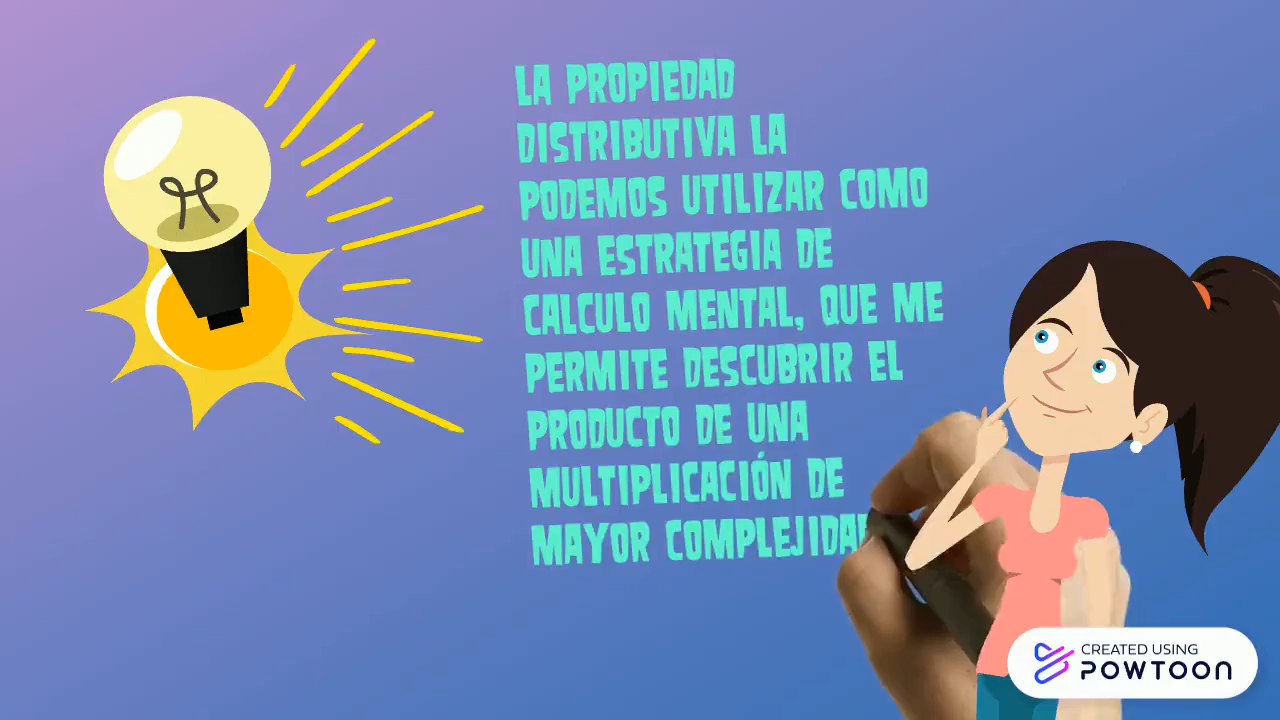 LA PROPIEDAD
DISTRIBUTIVA LA
PODEMOS UTILIZAR COMO
UNA ESTRATEGIA DE
CALCULO MENTAL, QUE ME
PERMITE DESCUBRIR EL
PRODUCTO DE UNA
MULTIPLICACIÓN DE
MAYOR COMPLEJIDAD
CREATED USING
POWTOON